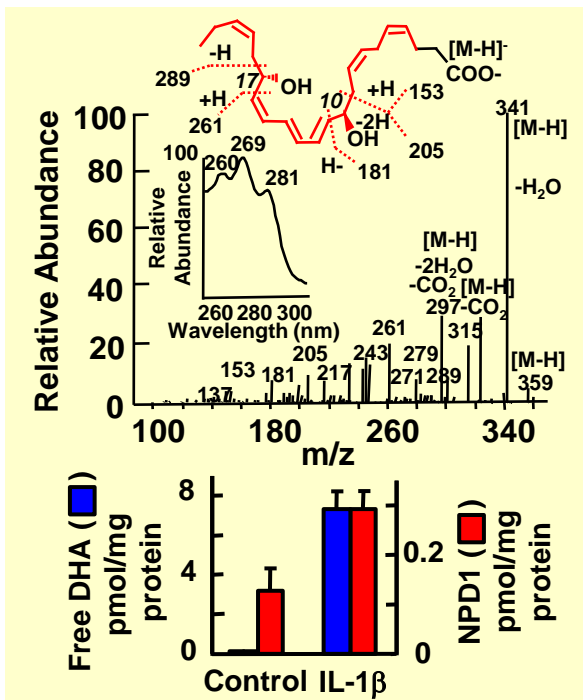 [M-H]-
COO-
-H
289
17
OH
+H
261
10
+H
153
-2H
OH
205
H-
181
Relative Abundance
100
80
60
40
20
0
341
[M-H]
-H2O
100
260
269
281
Relative
Abundance
260 280 300
Wavelength (nm)
[M-H]
-2H2O
-CO2
[M-H]
297
-CO2
315
[M-H]
359
137
153
181
205
217
243
261
271
279
289
100 180 260 340
m/z
Free DHA ( )
pmol/mg
protein
8
4
0
0.2
0
NPD1 ( )
pmol/mg
protein
Control IL-1β